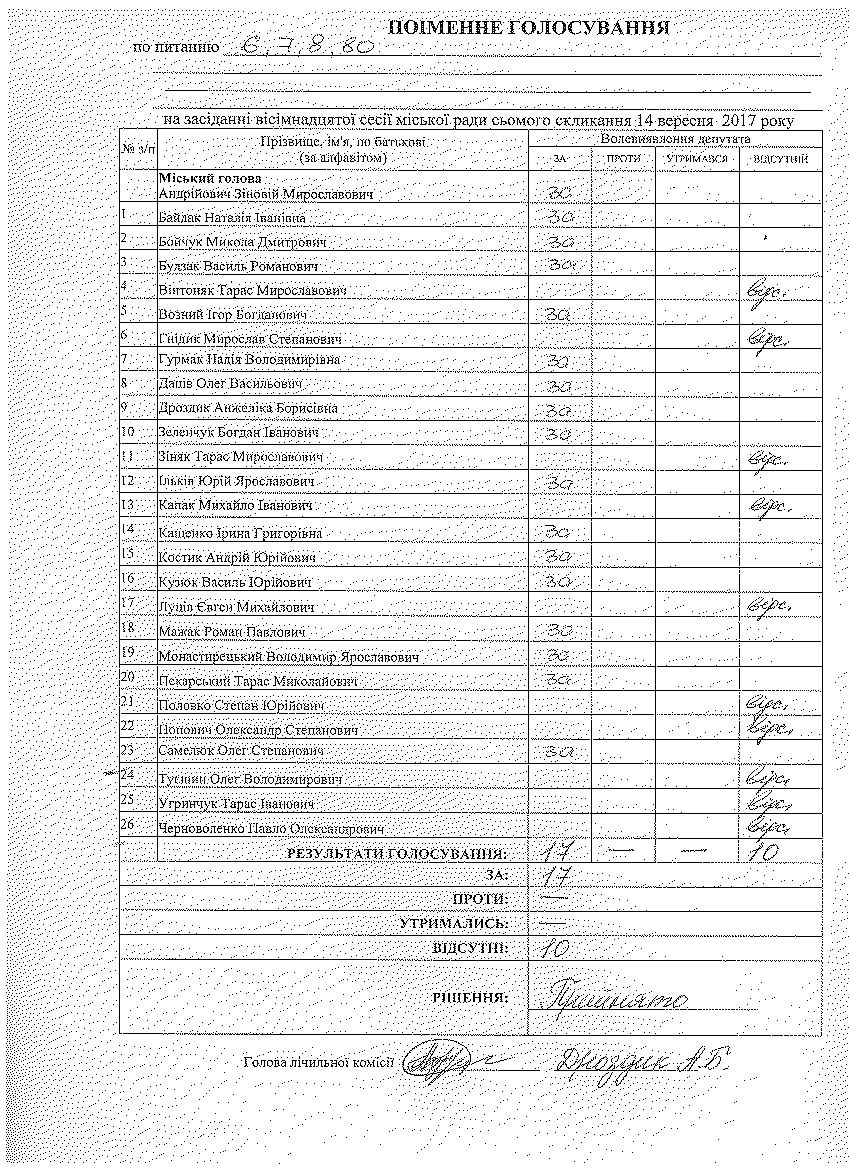 ПОІМЕННЕ ГОЛОСУВАННЯ
по питанню 6, 7, 8, 80
на засіданні вісімнадцятої сесії міської ради сьомого скликання 14 вересня 2017 року
№ з/п Прізвище, ім'я, по батькові (за алфавітом) Волевиявлення депутата
ЗА ПРОТИ УТРИМАВСЯ ВІДСУТНІЙ
Міський голова
Андрійович Зіновій Мирославович за
1 Байдак Наталія Іванівна за
2 Бойчук Микола Дмитрович за
3 Будзак Василь Романович за
4 Вінтоняк Тарас Мирославович відс.
5 Возний Ігор Богданович за
6 Гнідик Мирослав Степанович відс.
7 Гурмак Надія Володимирівна за
8 Даців Олег Васильович за
9 Дроздик Анжеліка Борисівна за
10 Зеленчук Богдан Іванович за
11 Зіняк Тарас Мирославович відс.
12 Ільків Юрій Ярославович за
13 Капак Михайло Іванович відс.
14 Кащенко Ірина Григорівна за
15 Костик Андрій Юрійович за
16 Кузюк Василь Юрійович за
17 Луців Євген Михайлович відс.
18 Мажак Роман Павлович за
19 Монастирецький Володимир Ярославович за
20 Пекарський Тарас Миколайович за
21 Половко Степан Юрійович відс.
22 Попович Олександр Степанович відс.
23 Самелюк Олег Степанович за
24 Олег Володимирович відс.
25 Угринчук Тарас Іванович відс.
26 Черноволенко Павло Олександрович відс.
РЕЗУЛЬТАТИ ГОЛОСУВАННЯ: 17 — — 10
ЗА: 17
ПРОТИ: —
УТРИМАЛИСЬ: —
ВІДСУТНІ: 10
РІШЕННЯ: Прийнято
Голова лічильної комісії Дроздик А.Б.